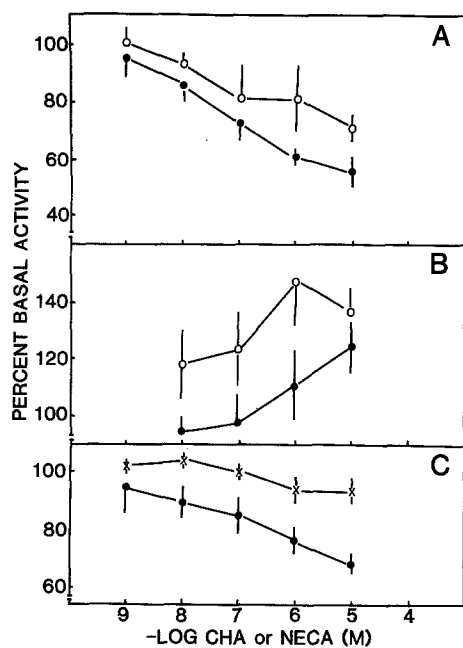 PERCENT BASAL ACTIVITY
A
100
80
60
40
B
140
120
100
C
100
80
60
9 8 7 6 5 4
-LOG CHA or NECA (M)